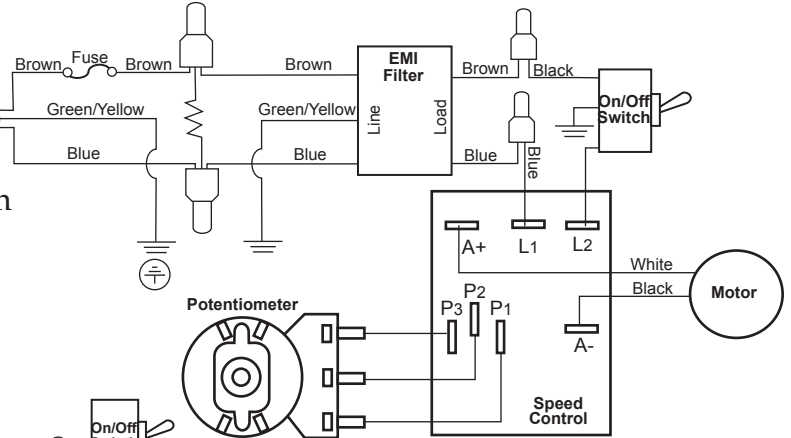 Brown
Fuse
Brown
Brown
EMI
Filter
Brown
Black
On/Off
Switch
Green/Yellow
Green/Yellow
Line
Load
Blue
Blue
Blue
Blue
A+
L1
L2
White
Black
Motor
Potentiometer
P3
P2
P1
A-
Speed
Control
On/Off